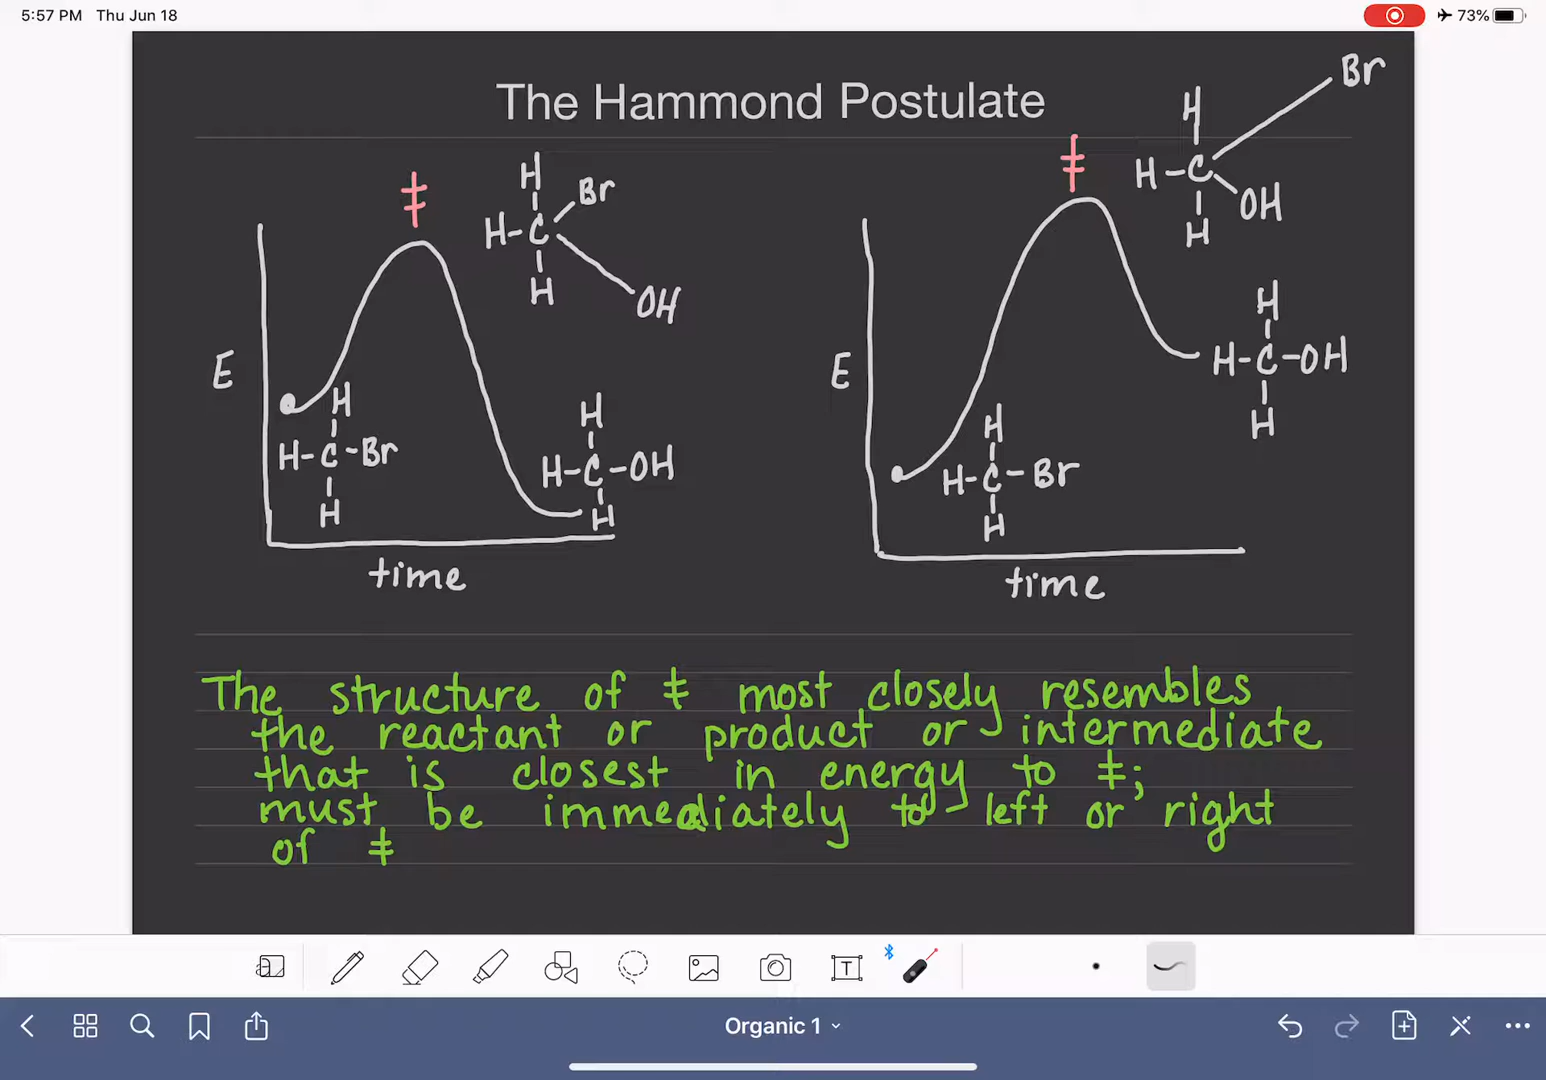 5:57 PM Thu Jun 18
73%
The Hammond Postulate
‡
H
H-C
Br
OH
H
E
H
H-C-Br
H
H
H-C-OH
H
time
‡
H
H-C
Br
OH
H
E
H
H-C-Br
H
H
H-C-OH
H
time
The structure of ‡ most closely resembles
the reactant or product or intermediate
that is closest in energy to ‡;
must be immediately to left or right
of ‡
T
Organic 1